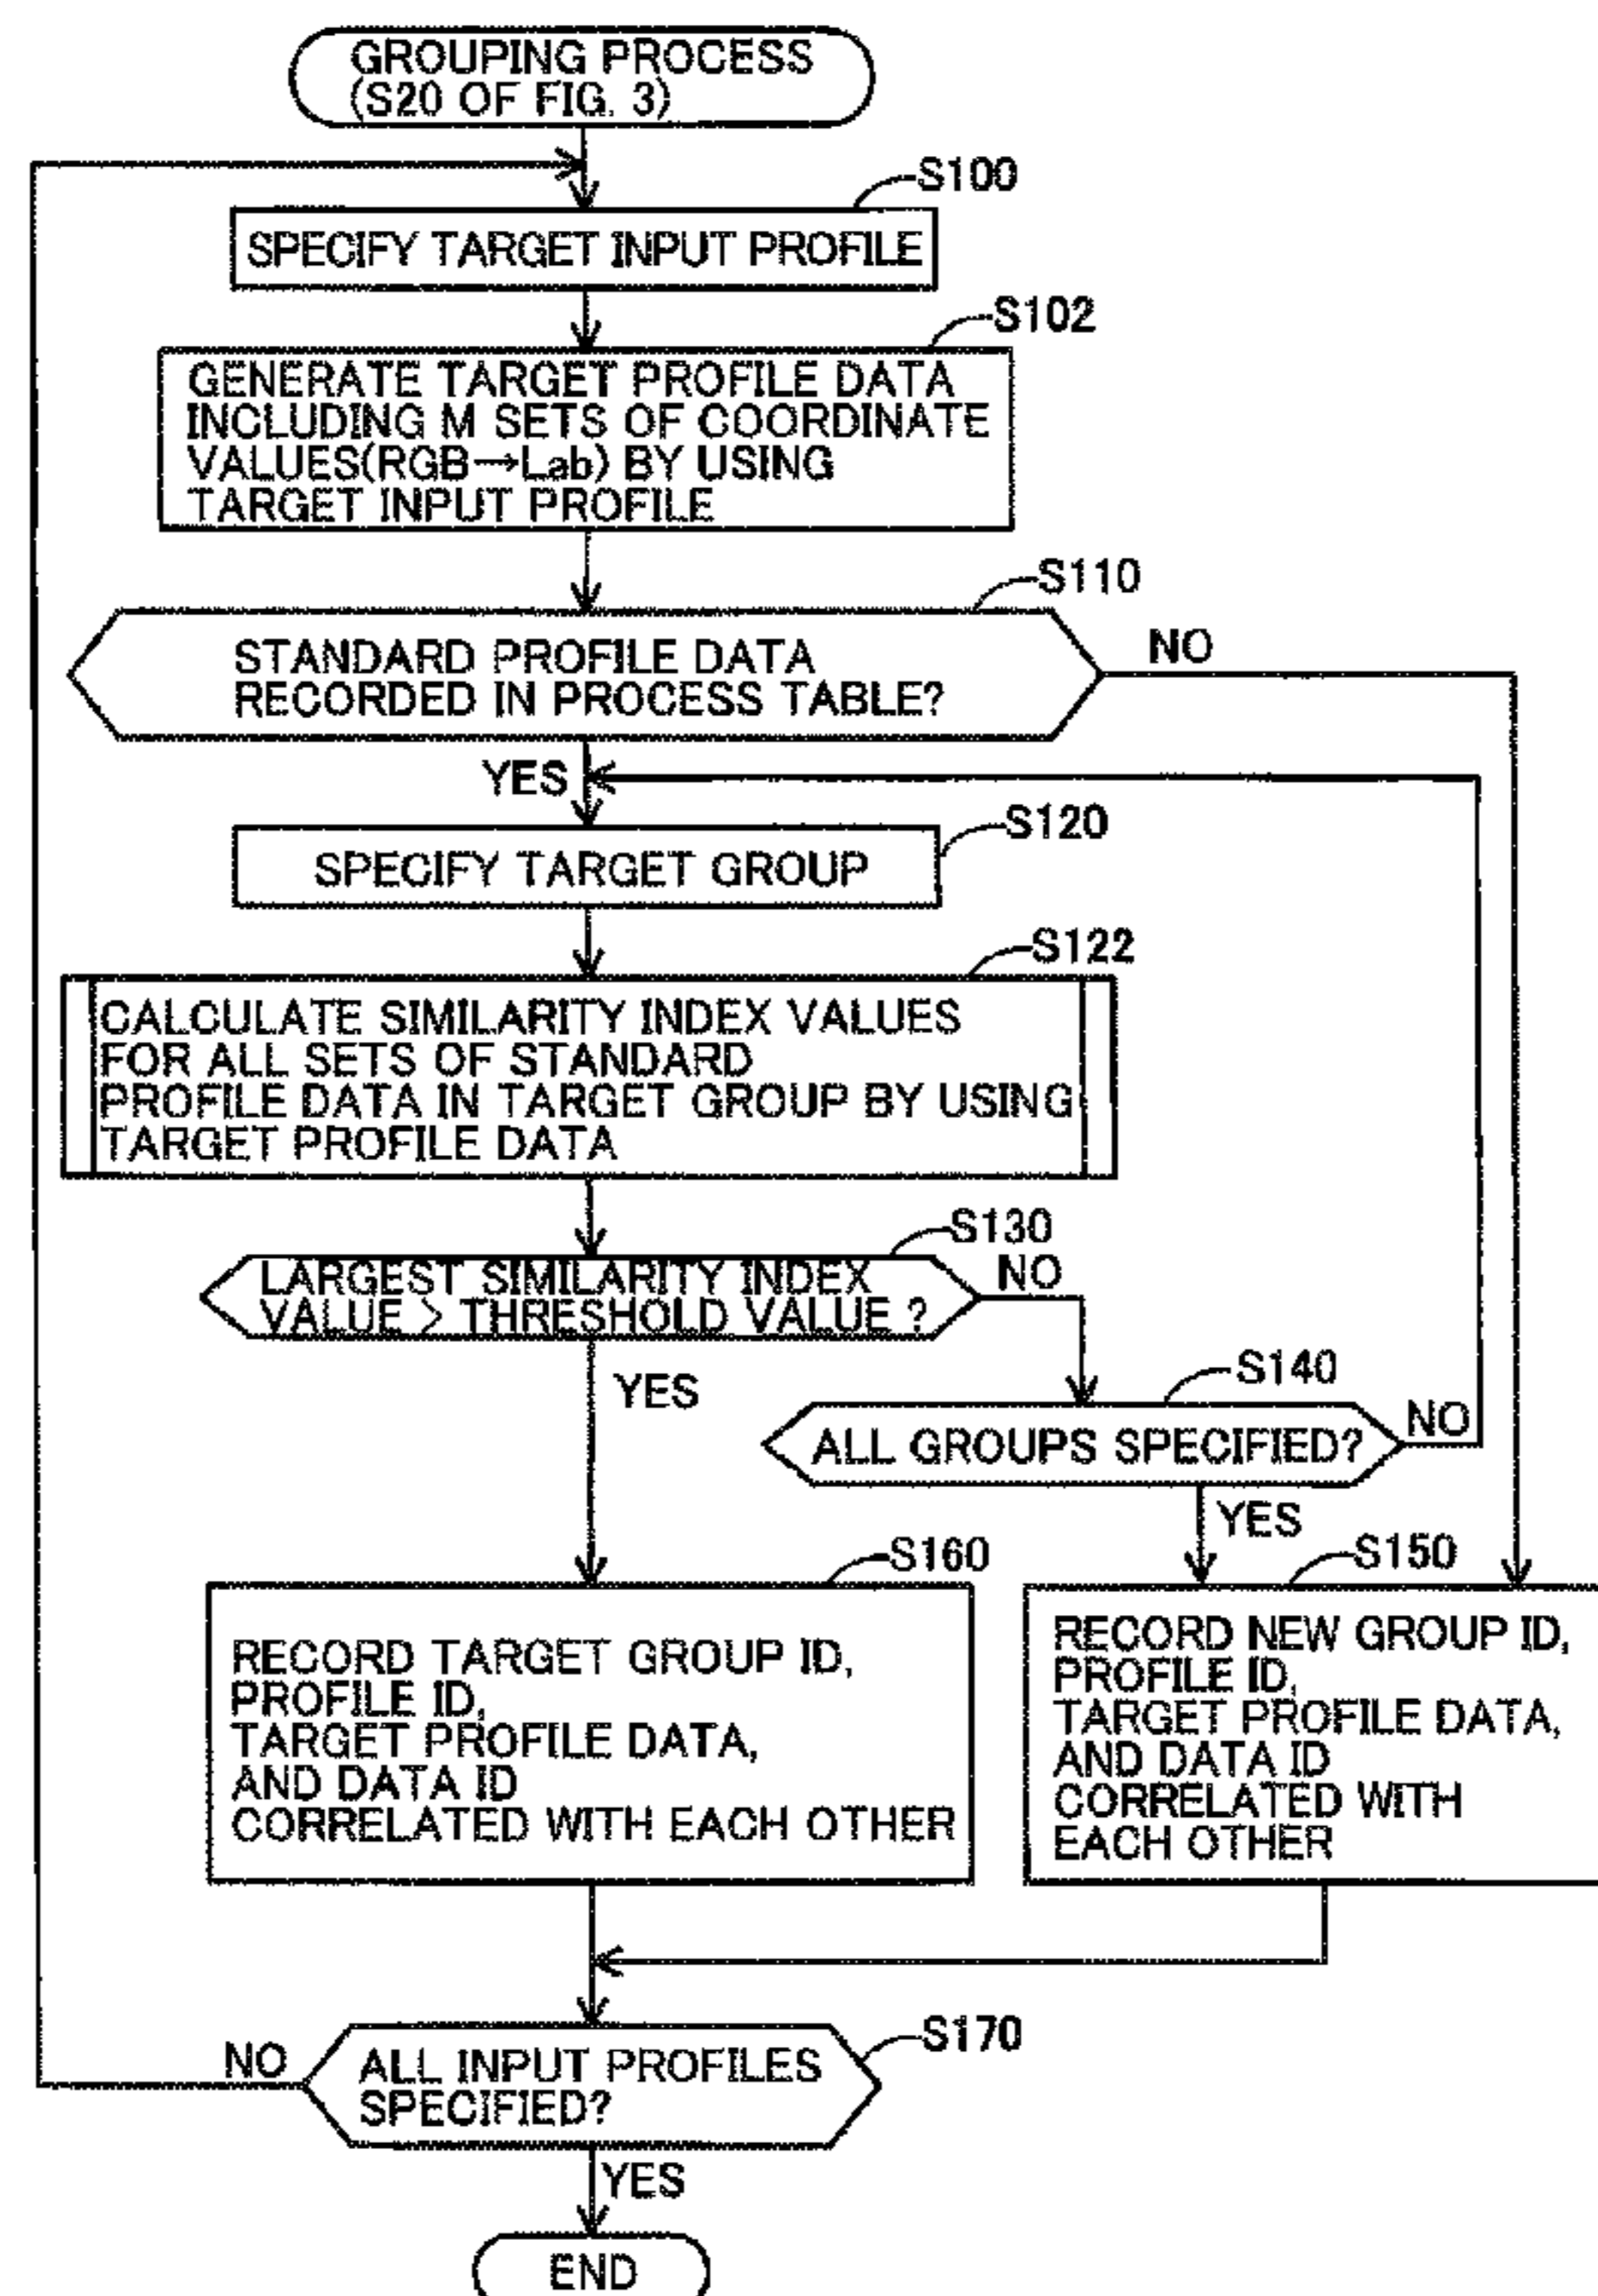 GROUPING PROCESS
(S20 OF FIG. 3)
S100
SPECIFY TARGET INPUT PROFILE
S102
GENERATE TARGET PROFILE DATA
INCLUDING M SETS OF COORDINATE
VALUES(RGB→Lab) BY USING
TARGET INPUT PROFILE
S110
STANDARD PROFILE DATA
RECORDED IN PROCESS TABLE?
NO
YES
S120
SPECIFY TARGET GROUP
S122
CALCULATE SIMILARITY INDEX VALUES
FOR ALL SETS OF STANDARD
PROFILE DATA IN TARGET GROUP BY USING
TARGET PROFILE DATA
S130
LARGEST SIMILARITY INDEX
VALUE > THRESHOLD VALUE ?
NO
YES
S140
ALL GROUPS SPECIFIED?
NO
YES
S160
RECORD TARGET GROUP ID,
PROFILE ID,
TARGET PROFILE DATA,
AND DATA ID
CORRELATED WITH EACH OTHER
S150
RECORD NEW GROUP ID,
PROFILE ID,
TARGET PROFILE DATA,
AND DATA ID
CORRELATED WITH
EACH OTHER
S170
NO
ALL INPUT PROFILES
SPECIFIED?
YES
END